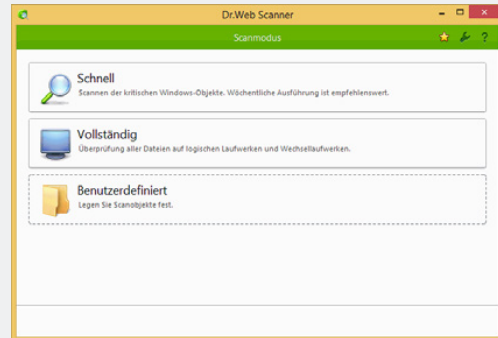 Dr.Web Scanner
Scanmodus
Schnell
Scannen der kritischen Windows-Objekte. Wöchentliche Ausführung ist empfehlenswert.
Vollständig
Überprüfung aller Dateien auf logischen Laufwerken und Wechsellaufwerken.
Benutzerdefiniert
Legen Sie Scanobjekte fest.